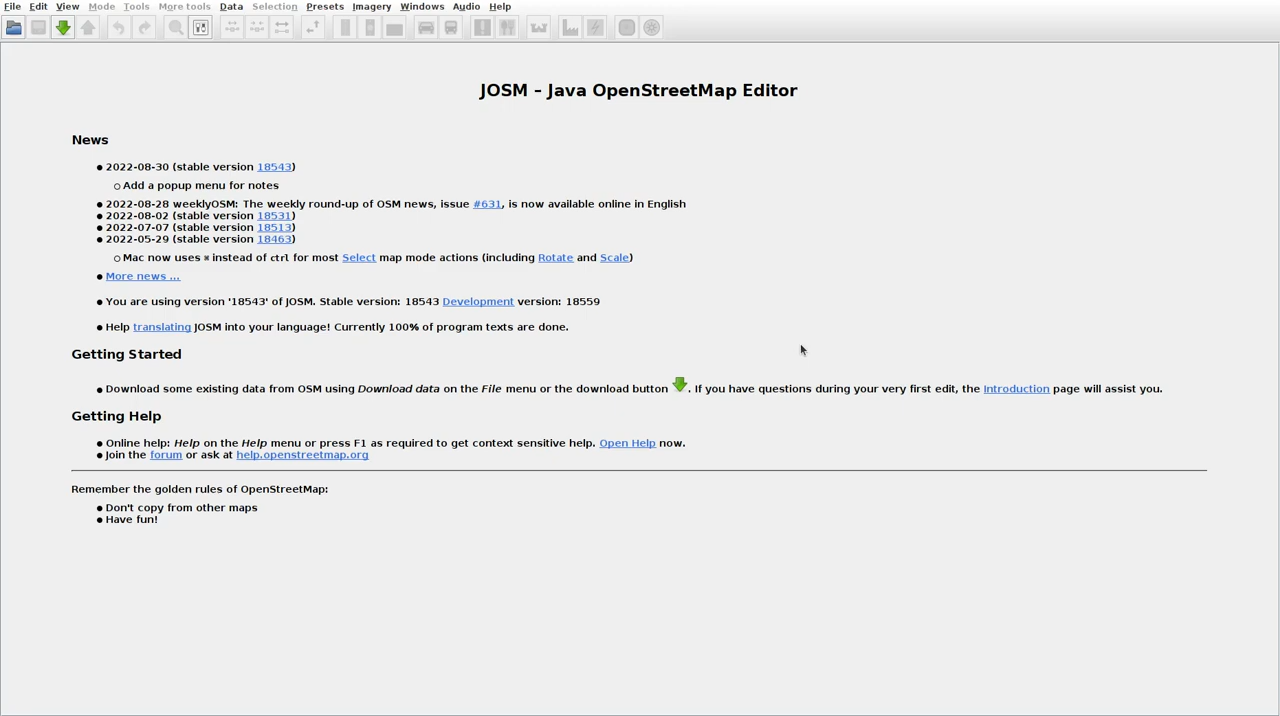 File Edit View Mode Tools More tools Data Selection Presets Imagery Windows Audio Help
JOSM – Java OpenStreetMap Editor
News
2022-08-30 (stable version 18543)
Add a popup menu for notes
2022-08-28 weeklyOSM: The weekly round-up of OSM news, issue #631, is now available online in English
2022-08-02 (stable version 18531)
2022-07-07 (stable version 18513)
2022-05-29 (stable version 18463)
Mac now uses ⌘ instead of ctrl for most Select map mode actions (including Rotate and Scale)
More news ...
You are using version '18543' of JOSM. Stable version: 18543 Development version: 18559
Help translating JOSM into your language! Currently 100% of program texts are done.
Getting Started
Download some existing data from OSM using Download data on the File menu or the download button . If you have questions during your very first edit, the Introduction page will assist you.
Getting Help
Online help: Help on the Help menu or press F1 as required to get context sensitive help. Open Help now.
Join the forum or ask at help.openstreetmap.org
Remember the golden rules of OpenStreetMap:
Don't copy from other maps
Have fun!